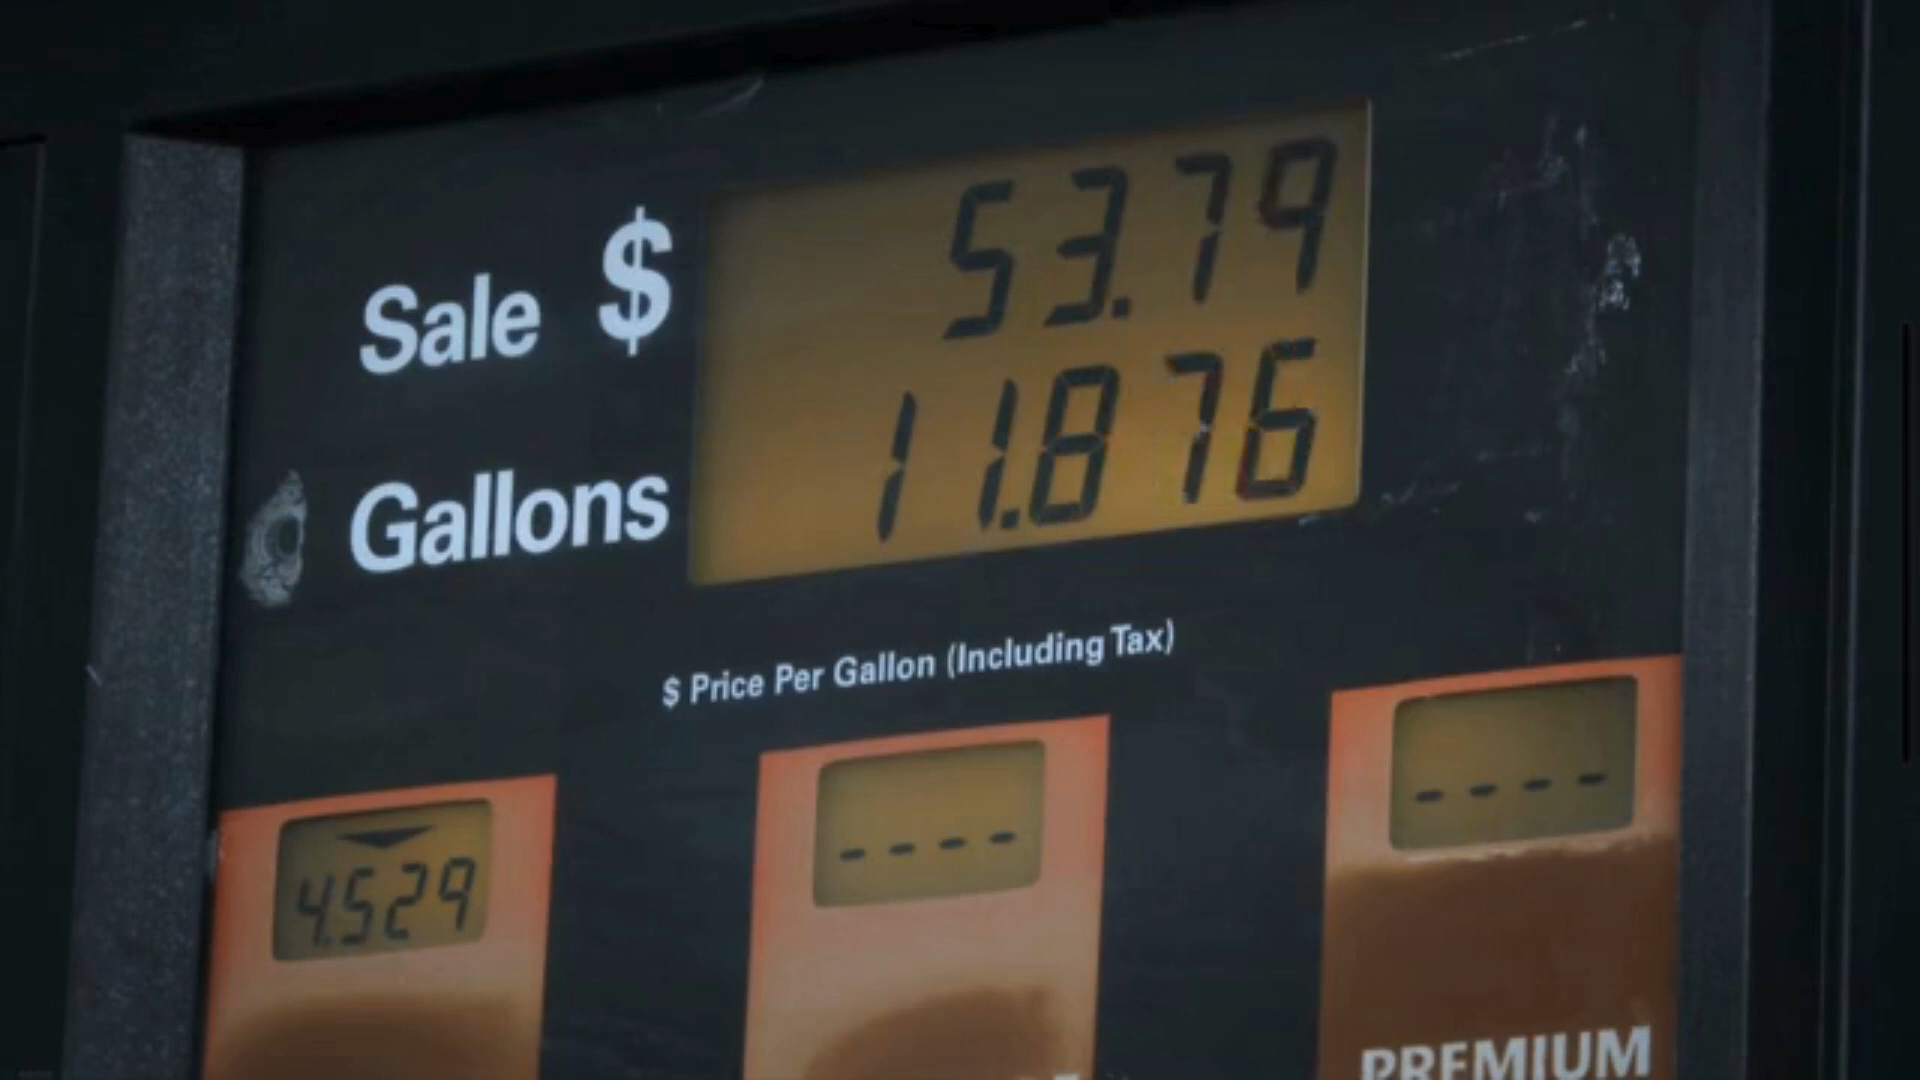 Sale $ 53.79
Gallons 11.876
$ Price Per Gallon (Including Tax)
4.529
- - - -
- - - -
PREMIUM